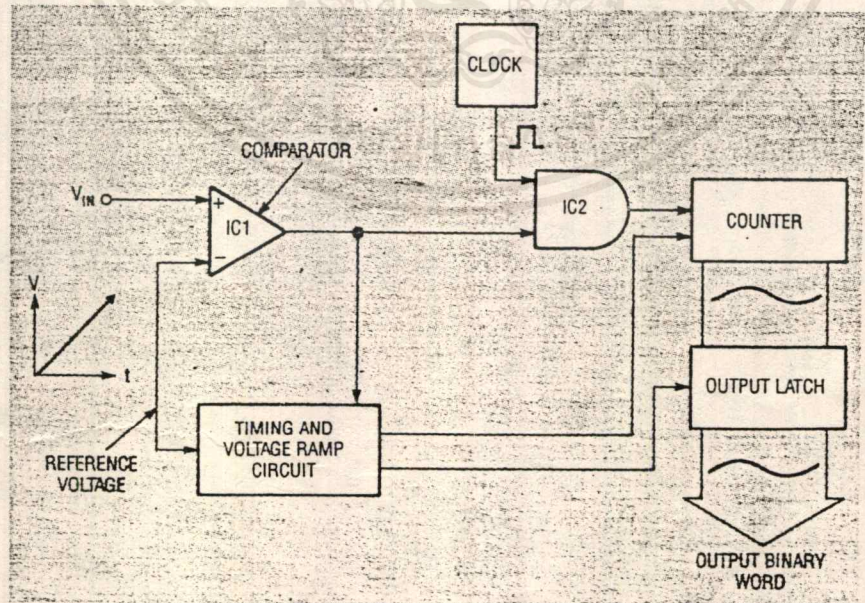 CLOCK
COMPARATOR
V_IN
+
IC1
−
IC2
COUNTER
V
t
OUTPUT LATCH
TIMING AND
VOLTAGE RAMP
CIRCUIT
REFERENCE
VOLTAGE
OUTPUT BINARY
WORD